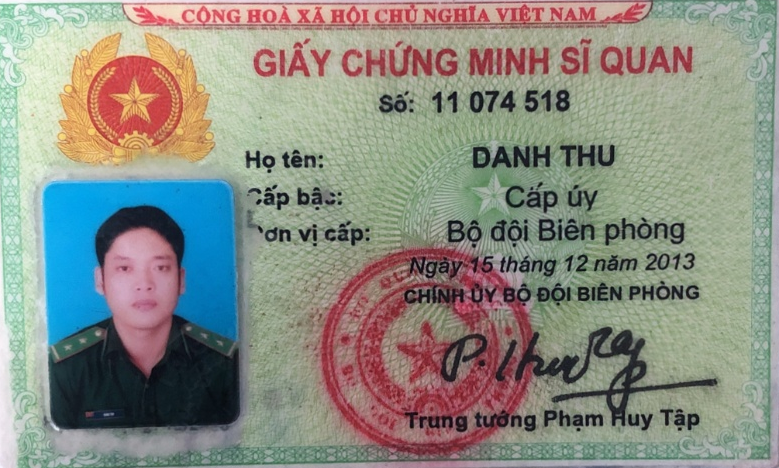 CỘNG HOÀ XÃ HỘI CHỦ NGHĨA VIỆT NAM
GIẤY CHỨNG MINH SĨ QUAN
Số: 11 074 518
Họ tên: DANH THU
Cấp bậc: Cấp úy
Đơn vị cấp: Bộ đội Biên phòng
Ngày 15 tháng 12 năm 2013
CHÍNH ỦY BỘ ĐỘI BIÊN PHÒNG
Trung tướng Phạm Huy Tập